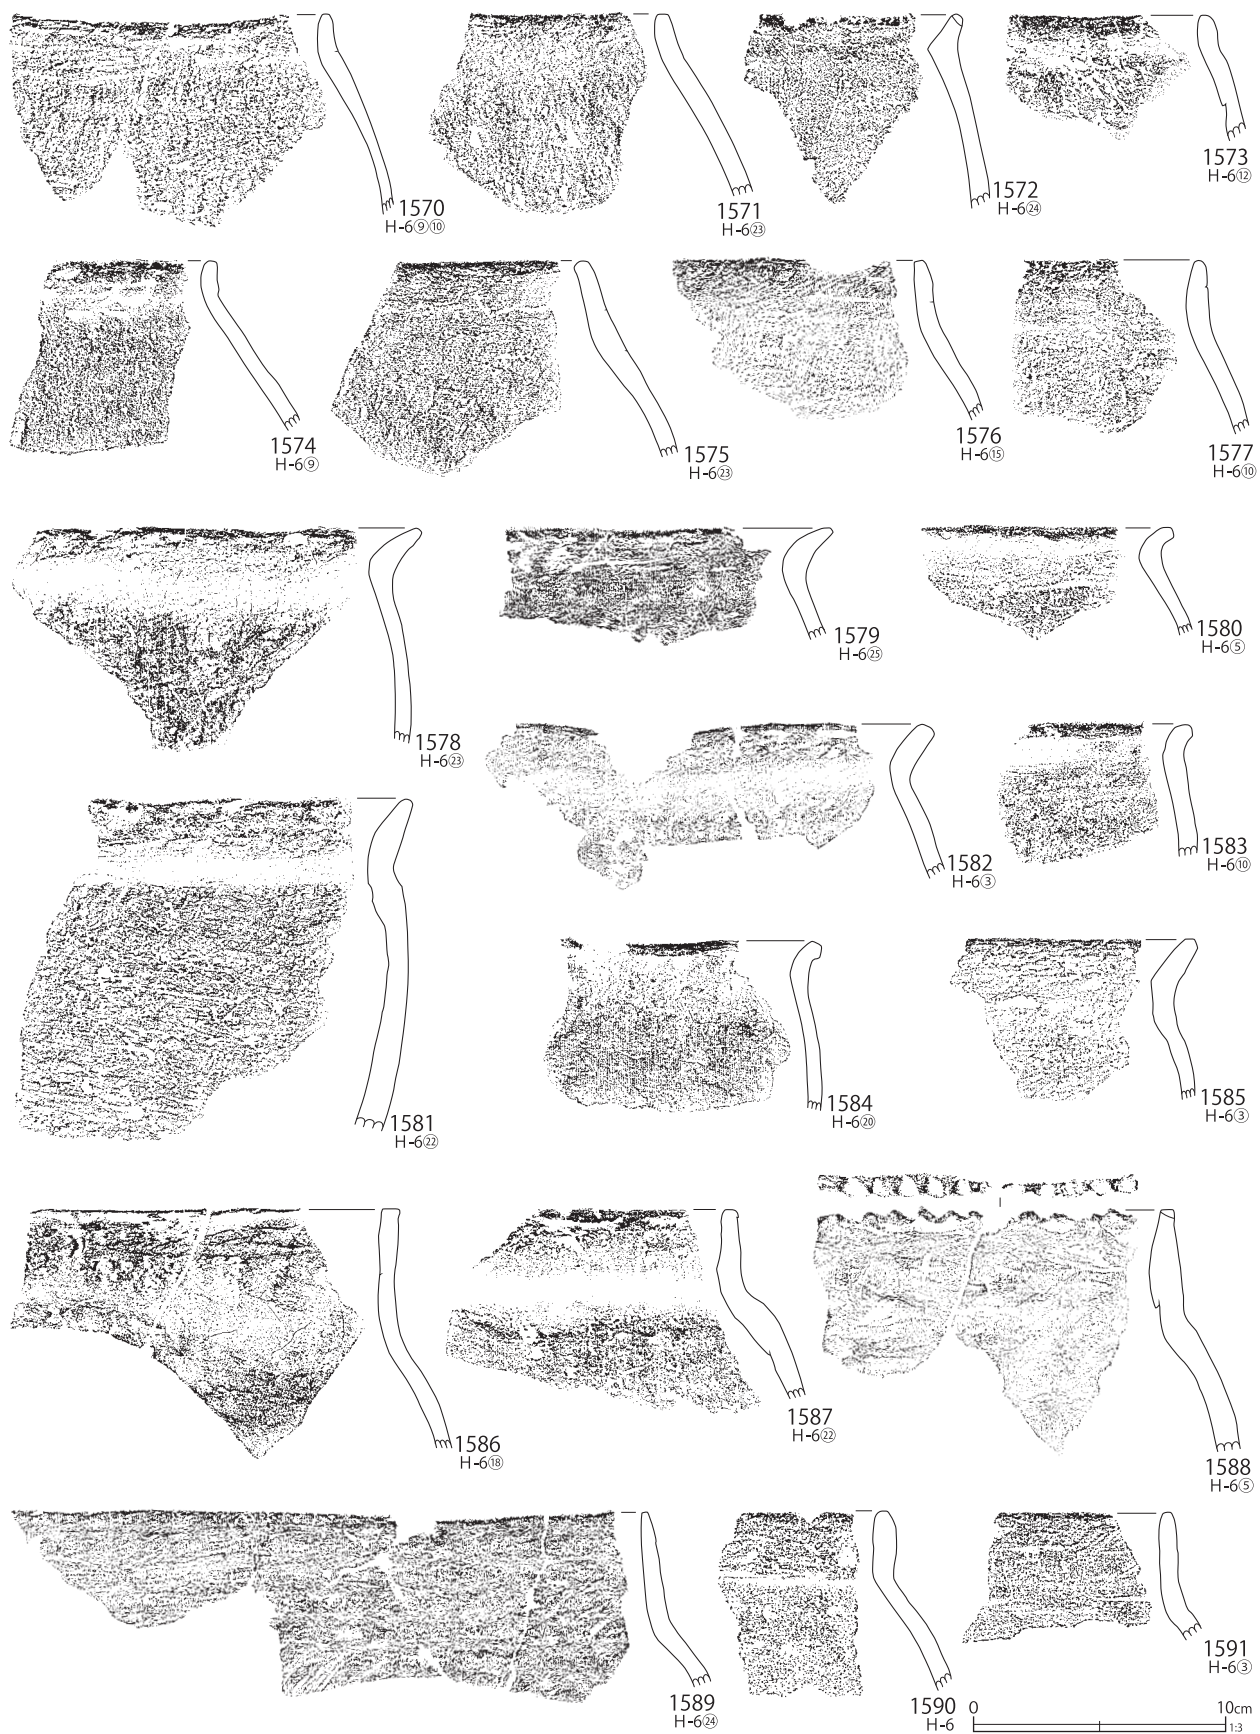 1570
H-6⑨⑩
1571
H-6㉓
1572
H-6㉔
1573
H-6⑫
1574
H-6⑨
1575
H-6㉓
1576
H-6⑮
1577
H-6⑩
1578
H-6㉓
1579
H-6㉕
1580
H-6⑤
1581
H-6㉒
1582
H-6③
1583
H-6⑩
1584
H-6⑳
1585
H-6③
1586
H-6⑱
1587
H-6㉒
1588
H-6⑤
1589
H-6㉔
1590
H-6
1591
H-6③
0 10cm
1:3